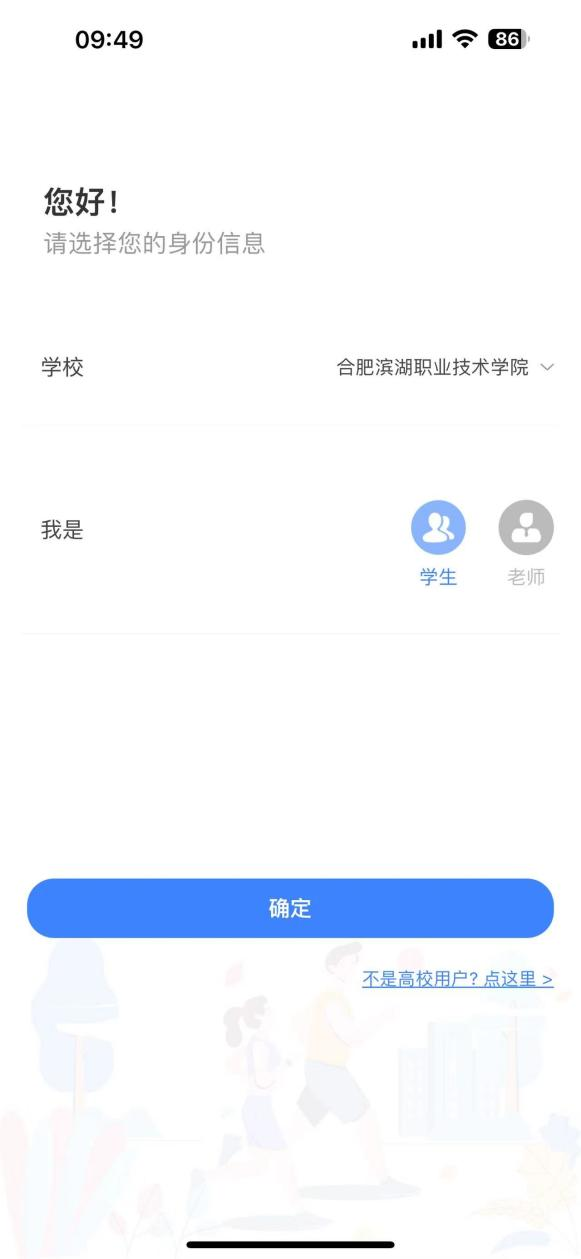 09:49
86
您好！
请选择您的身份信息
学校
合肥滨湖职业技术学院
我是
学生
老师
确定
不是高校用户？点这里 >